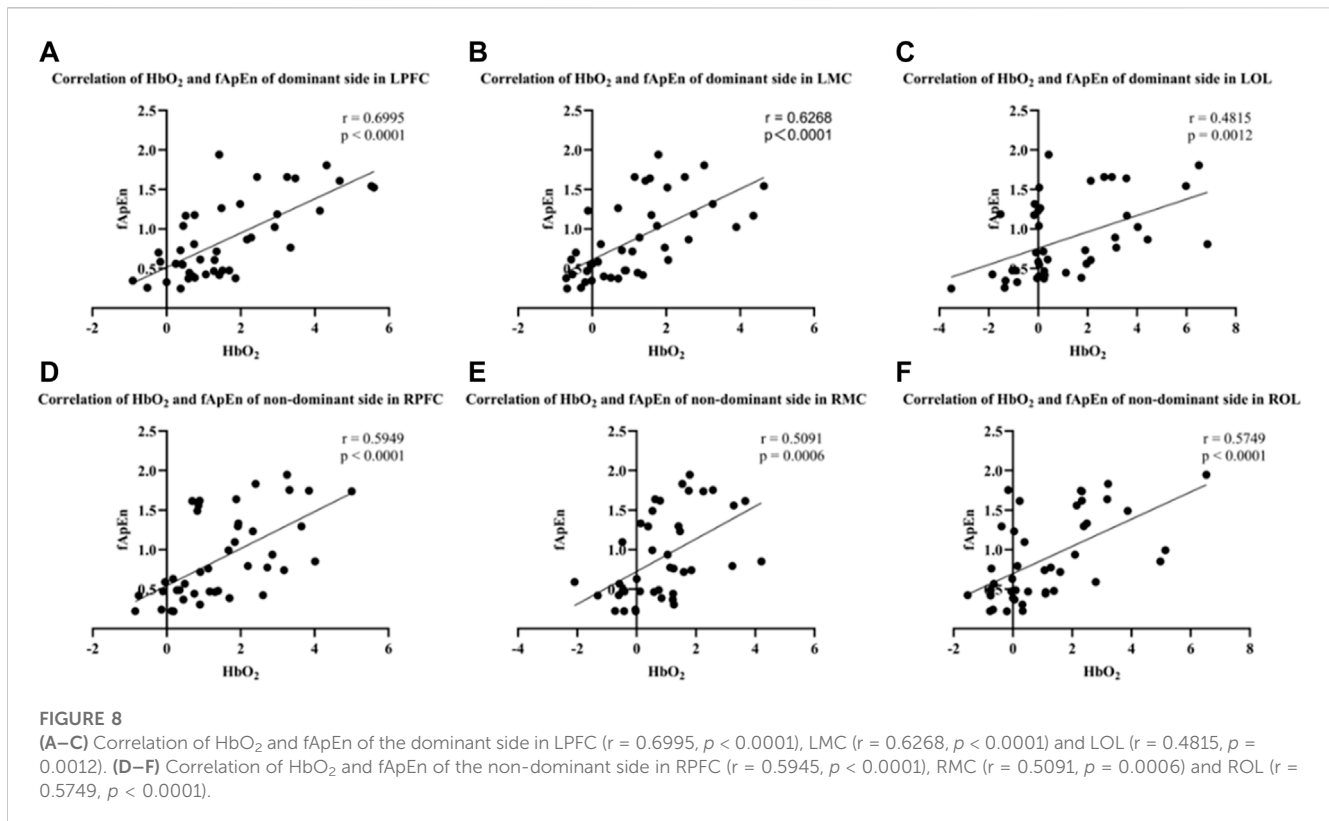 A
Correlation of HbO₂ and fApEn of dominant side in LPFC
r = 0.6995
p < 0.0001
fApEn
2.5
2.0
1.5
1.0
0.5
-2 0 2 4 6
HbO₂
B
Correlation of HbO₂ and fApEn of dominant side in LMC
r = 0.6268
p<0.0001
fApEn
2.5
2.0
1.5
1.0
0.5
-2 0 2 4 6
HbO₂
C
Correlation of HbO₂ and fApEn of dominant side in LOL
r = 0.4815
p = 0.0012
fApEn
2.5
2.0
1.5
1.0
0.5
-4 -2 0 2 4 6 8
HbO₂
D
Correlation of HbO₂ and fApEn of non-dominant side in RPFC
r = 0.5949
p < 0.0001
fApEn
2.5
2.0
1.5
1.0
0.5
-2 0 2 4 6
HbO₂
E
Correlation of HbO₂ and fApEn of non-dominant side in RMC
r = 0.5091
p = 0.0006
fApEn
2.5
2.0
1.5
1.0
0.5
-4 -2 0 2 4 6
HbO₂
F
Correlation of HbO₂ and fApEn of non-dominant side in ROL
r = 0.5749
p < 0.0001
fApEn
2.5
2.0
1.5
1.0
0.5
-2 0 2 4 6 8
HbO₂
FIGURE 8
(A–C) Correlation of HbO₂ and fApEn of the dominant side in LPFC (r = 0.6995, p < 0.0001), LMC (r = 0.6268, p < 0.0001) and LOL (r = 0.4815, p =
0.0012). (D–F) Correlation of HbO₂ and fApEn of the non-dominant side in RPFC (r = 0.5945, p < 0.0001), RMC (r = 0.5091, p = 0.0006) and ROL (r =
0.5749, p < 0.0001).